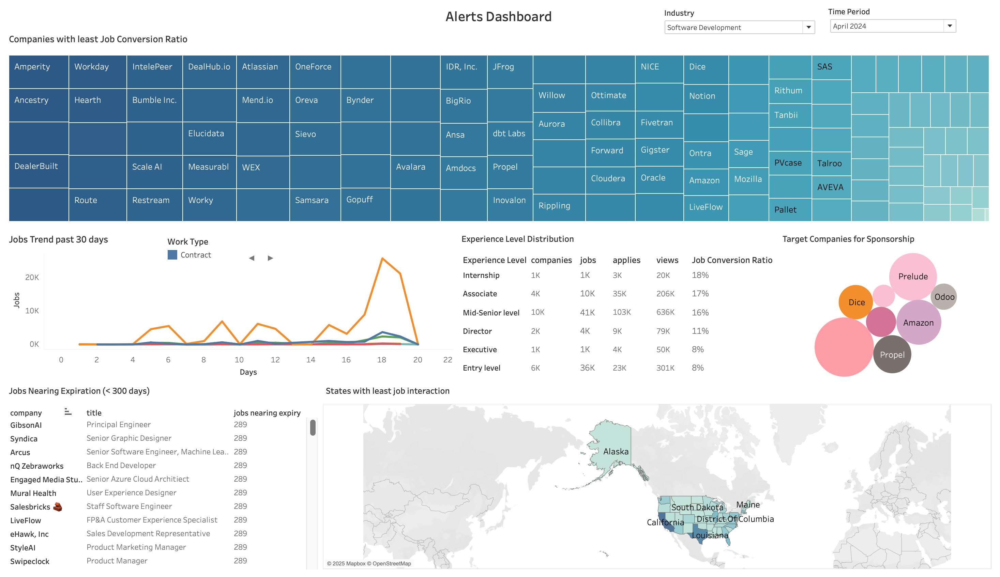 Alerts Dashboard
Industry
Software Development
Time Period
April 2024
Companies with least Job Conversion Ratio
Amperity
Ancestry
DealerBuilt
Workday
Hearth
Route
IntelePeer
Bumble Inc.
Scale AI
Restream
DealHub.io
Elucidata
Measurabl
Worky
Atlassian
Mend.io
WEX
OneForce
Oreva
Sievo
Samsara
Bynder
Gopuff
Avalara
IDR, Inc.
BigRio
Ansa
Amdocs
JFrog
dbt Labs
Propel
Inovalon
Willow
Aurora
Rippling
Ottimate
Collibra
Forward
Cloudera
NICE
Fivetran
Gigster
Oracle
Dice
Notion
Ontra
Amazon
LiveFlow
Sage
Mozilla
Rithum
Tanbii
PVcase
Pallet
SAS
Talroo
AVEVA
Jobs Trend past 30 days
Work Type
Contract
Jobs
20K
10K
0K
0 2 4 6 8 10 12 14 16 18 20 22
Days
Experience Level Distribution
Experience Level companies jobs applies views Job Conversion Ratio
Internship 1K 1K 3K 20K 18%
Associate 4K 10K 35K 206K 17%
Mid-Senior level 10K 41K 103K 636K 16%
Director 2K 4K 9K 79K 11%
Executive 1K 1K 4K 50K 8%
Entry level 6K 36K 23K 301K 8%
Target Companies for Sponsorship
Prelude
Odoo
Dice
Amazon
Propel
Jobs Nearing Expiration (< 300 days)
company title jobs nearing expiry
GibsonAI Principal Engineer 289
Syndica Senior Graphic Designer 289
Arcus Senior Software Engineer, Machine Lea.. 289
nQ Zebraworks Back End Developer 289
Engaged Media Stu.. Senior Azure Cloud Architiect 289
Mural Health User Experience Designer 289
Salesbricks Staff Software Engineer 289
LiveFlow FP&A Customer Experience Specialist 289
eHawk, Inc Sales Development Representative 289
StyleAI Product Marketing Manager 289
Swipeclock Product Manager 289
States with least job interaction
Alaska
South Dakota
Maine
California
District Of Columbia
Louisiana
© 2025 Mapbox © OpenStreetMap